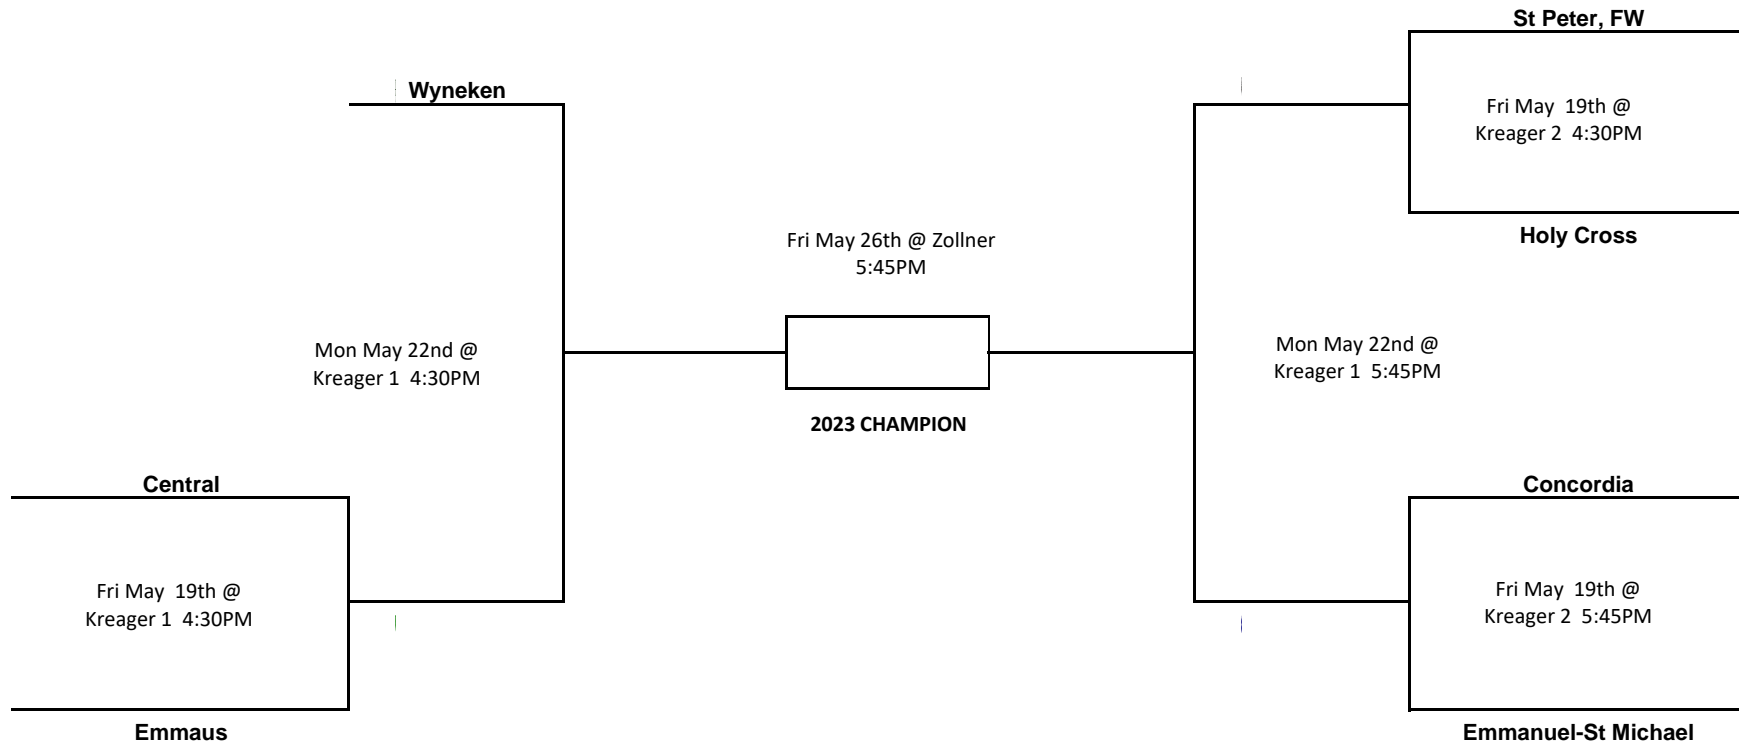 St Peter, FW
Wyneken
Fri May  19th @
Kreager 2  4:30PM
Holy Cross
Fri May 26th @ Zollner
5:45PM
Mon May 22nd @
Kreager 1  4:30PM
Mon May 22nd @
Kreager 1  5:45PM
2023 CHAMPION
Central
Concordia
Fri May  19th @
Kreager 1  4:30PM
Fri May  19th @
Kreager 2  5:45PM
Emmaus
Emmanuel-St Michael